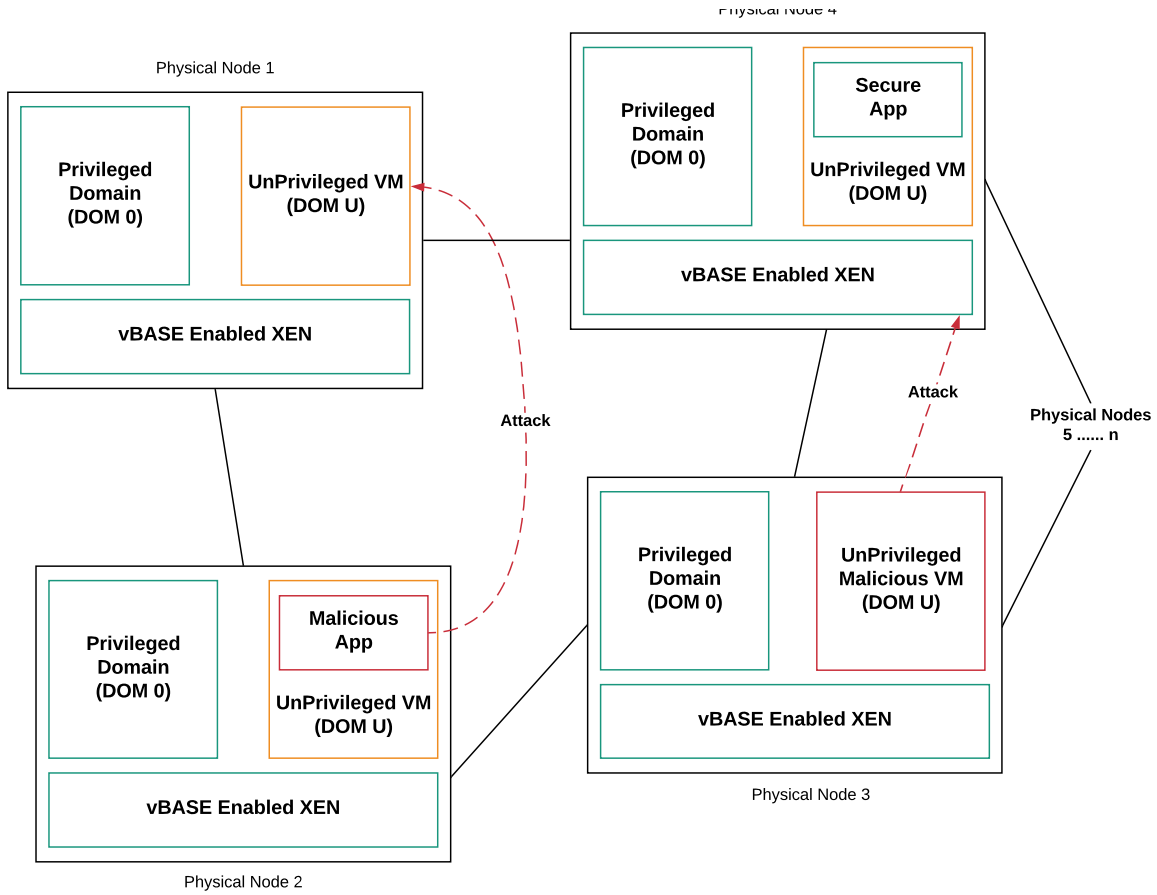 Physical Node 4
Physical Node 1
Privileged
Domain
(DOM 0)
UnPrivileged VM
(DOM U)
vBASE Enabled XEN
Privileged
Domain
(DOM 0)
Secure
App
UnPrivileged VM
(DOM U)
vBASE Enabled XEN
Attack
Attack
Physical Nodes
5 ...... n
Privileged
Domain
(DOM 0)
Malicious
App
UnPrivileged VM
(DOM U)
vBASE Enabled XEN
Physical Node 2
Privileged
Domain
(DOM 0)
UnPrivileged
Malicious VM
(DOM U)
vBASE Enabled XEN
Physical Node 3